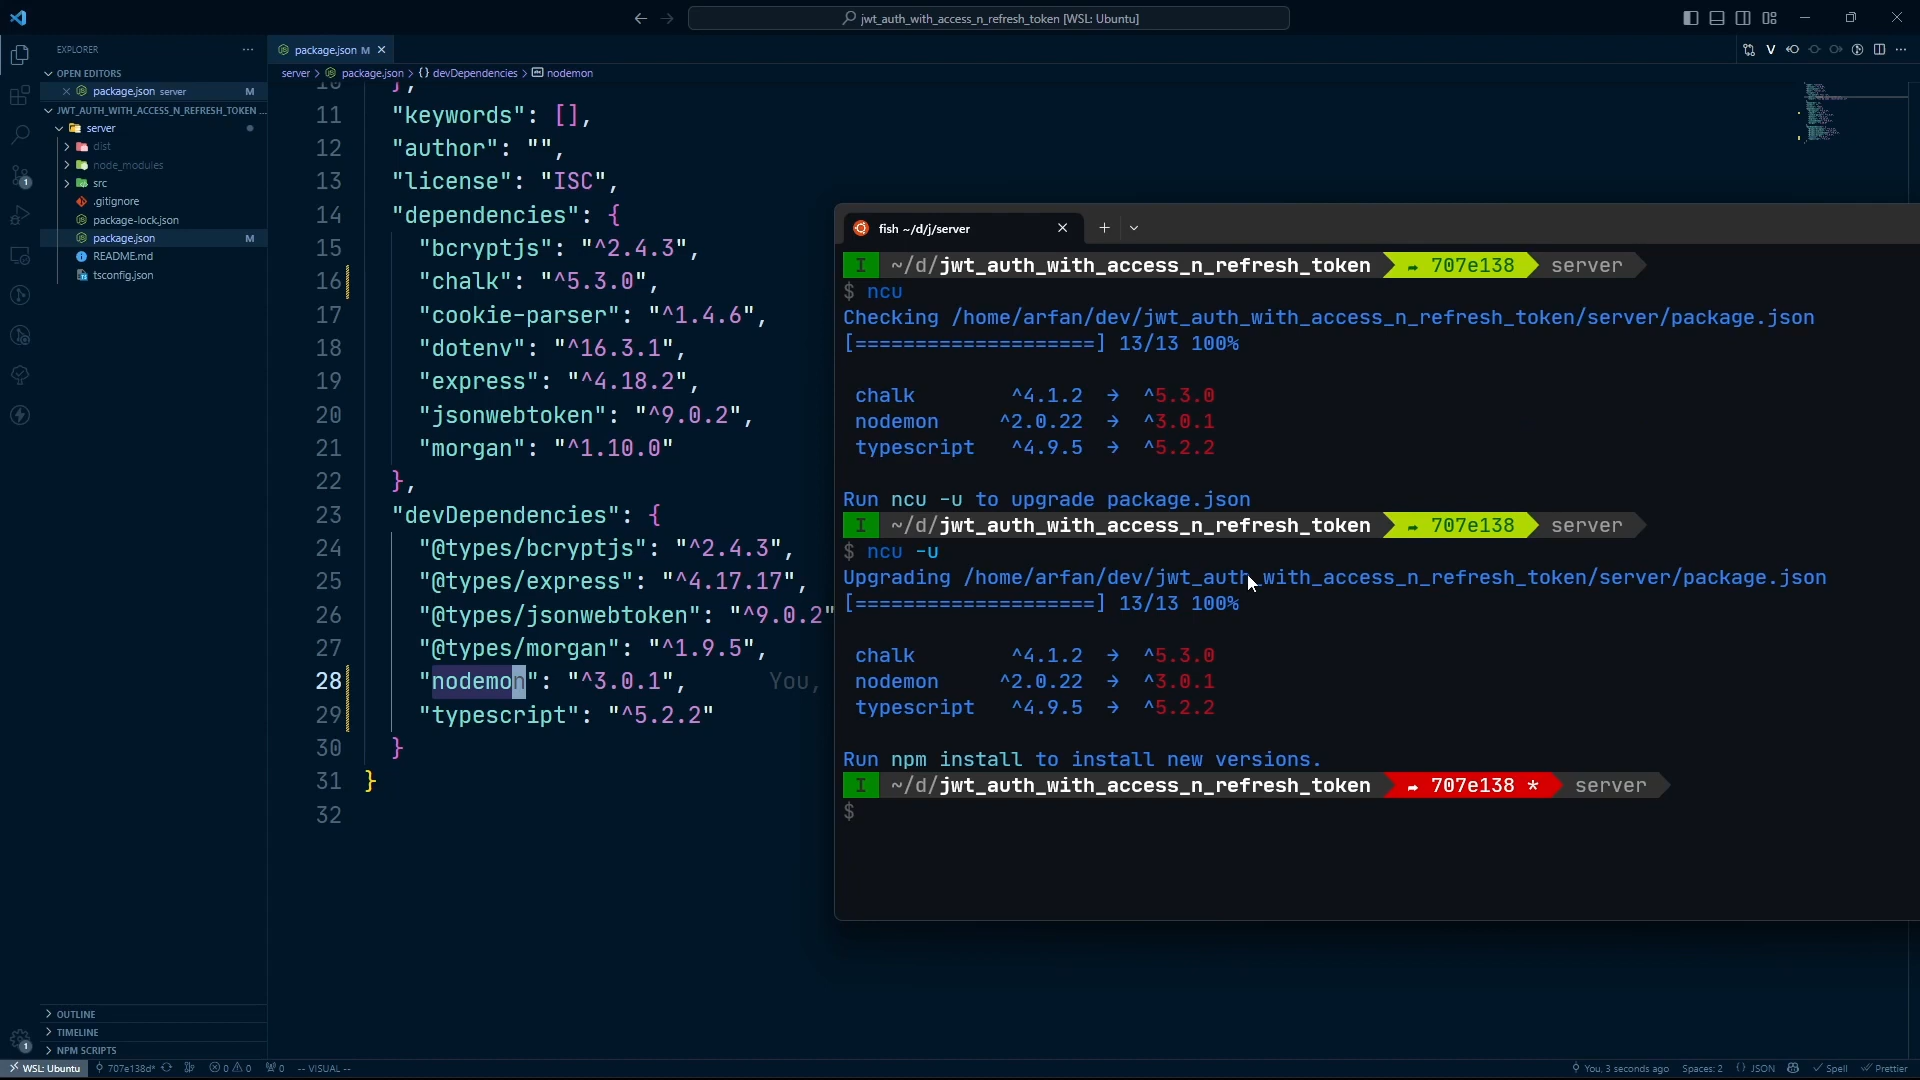 jwt_auth_with_access_n_refresh_token [WSL: Ubuntu]
EXPLORER
OPEN EDITORS
package.json server M
JWT_AUTH_WITH_ACCESS_N_REFRESH_TOKEN ...
server
dist
node_modules
src
.gitignore
package-lock.json
package.json M
README.md
tsconfig.json
OUTLINE
TIMELINE
NPM SCRIPTS
package.json M
server > package.json > {} devDependencies > nodemon
10 },
11 "keywords": [],
12 "author": "",
13 "license": "ISC",
14 "dependencies": {
15 "bcryptjs": "^2.4.3",
16 "chalk": "^5.3.0",
17 "cookie-parser": "^1.4.6",
18 "dotenv": "^16.3.1",
19 "express": "^4.18.2",
20 "jsonwebtoken": "^9.0.2",
21 "morgan": "^1.10.0"
22 },
23 "devDependencies": {
24 "@types/bcryptjs": "^2.4.3",
25 "@types/express": "^4.17.17",
26 "@types/jsonwebtoken": "^9.0.2"
27 "@types/morgan": "^1.9.5",
28 "nodemon": "^3.0.1", You,
29 "typescript": "^5.2.2"
30 }
31 }
32
fish ~/d/j/server
I ~/d/jwt_auth_with_access_n_refresh_token ➦ 707e138 server
$ ncu
Checking /home/arfan/dev/jwt_auth_with_access_n_refresh_token/server/package.json
[====================] 13/13 100%
chalk ^4.1.2 → ^5.3.0
nodemon ^2.0.22 → ^3.0.1
typescript ^4.9.5 → ^5.2.2
Run ncu -u to upgrade package.json
I ~/d/jwt_auth_with_access_n_refresh_token ➦ 707e138 server
$ ncu -u
Upgrading /home/arfan/dev/jwt_auth_with_access_n_refresh_token/server/package.json
[====================] 13/13 100%
chalk ^4.1.2 → ^5.3.0
nodemon ^2.0.22 → ^3.0.1
typescript ^4.9.5 → ^5.2.2
Run npm install to install new versions.
I ~/d/jwt_auth_with_access_n_refresh_token ➦ 707e138 * server
$
1
1
WSL: Ubuntu 707e138d* 0 0 0 -- VISUAL -- You, 3 seconds ago Spaces: 2 {} JSON Spell Prettier